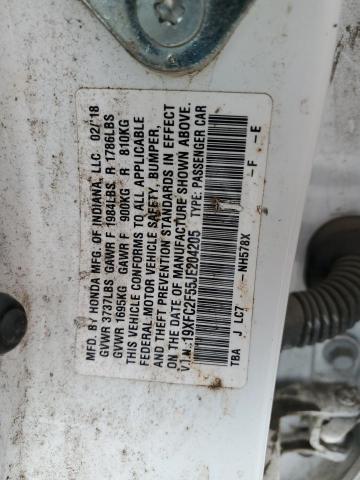 MFD. BY HONDA MFG. OF INDIANA, LLC 02/18
GVWR 3737LBS GAWR F 1984LBS. R 1786LBS
GVWR 1695KG GAWR F 900KG R 810KG
THIS VEHICLE CONFORMS TO ALL APPLICABLE
FEDERAL MOTOR VEHICLE SAFETY, BUMPER,
AND THEFT PREVENTION STANDARDS IN EFFECT
ON THE DATE OF MANUFACTURE SHOWN ABOVE.
V.I.N.:19XFC2F55JE204205 TYPE: PASSENGER CAR
TBA J LC7 NH578X F E